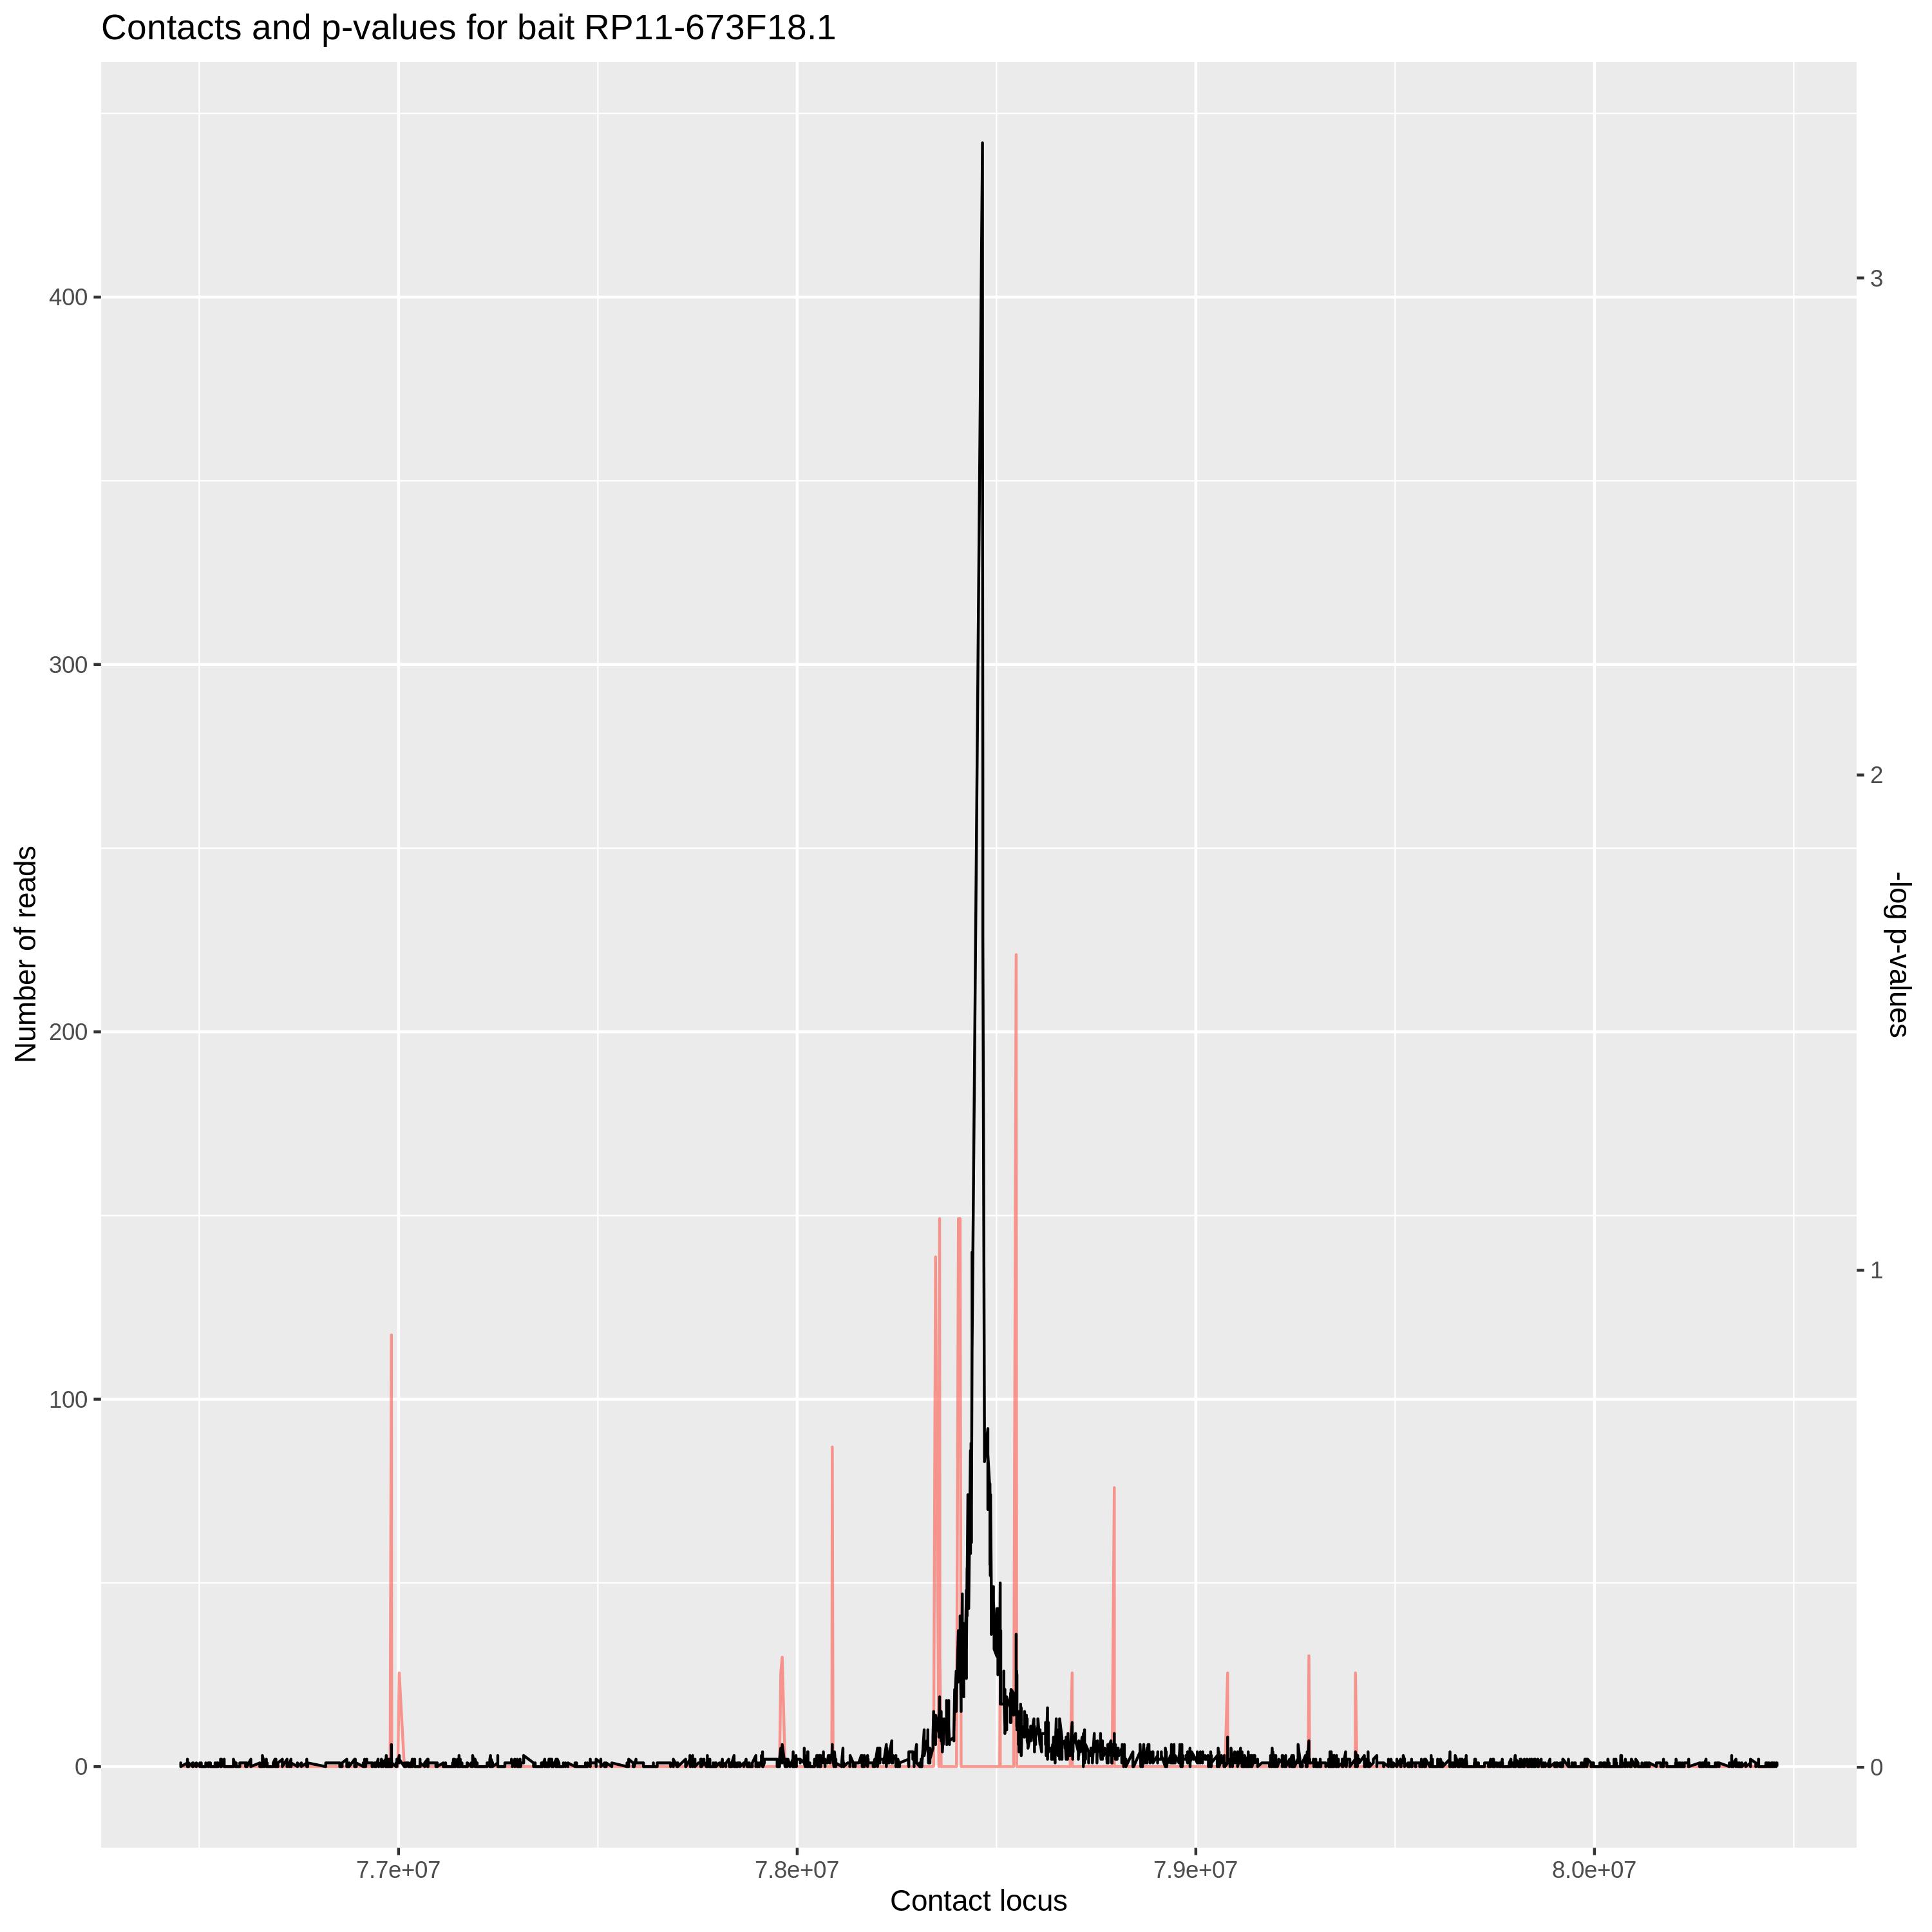 Contacts and p-values for bait RP11-673F18.1
400
300
200
100
0
Number of reads
3
2
1
0
-log p-values
7.7e+07
7.8e+07
7.9e+07
8.0e+07
Contact locus